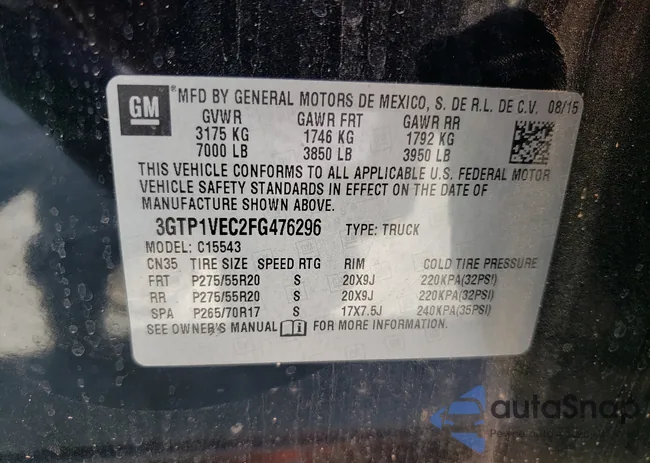 GM MFD BY GENERAL MOTORS DE MEXICO, S. DE R.L. DE C.V. 08/15
GVWR GAWR FRT GAWR RR
3175 KG 1746 KG 1792 KG
7000 LB 3850 LB 3950 LB
THIS VEHICLE CONFORMS TO ALL APPLICABLE U.S. FEDERAL MOTOR
VEHICLE SAFETY STANDARDS IN EFFECT ON THE DATE OF
MANUFACTURE SHOWN ABOVE.
3GTP1VEC2FG476296 TYPE: TRUCK
MODEL: C15543
CN35 TIRE SIZE SPEED RTG RIM COLD TIRE PRESSURE
FRT P275/55R20 S 20X9J 220KPA(32PSI)
RR P275/55R20 S 20X9J 220KPA(32PSI)
SPA P265/70R17 S 17X7.5J 240KPA(35PSI)
SEE OWNER'S MANUAL i FOR MORE INFORMATION.
autoSnap